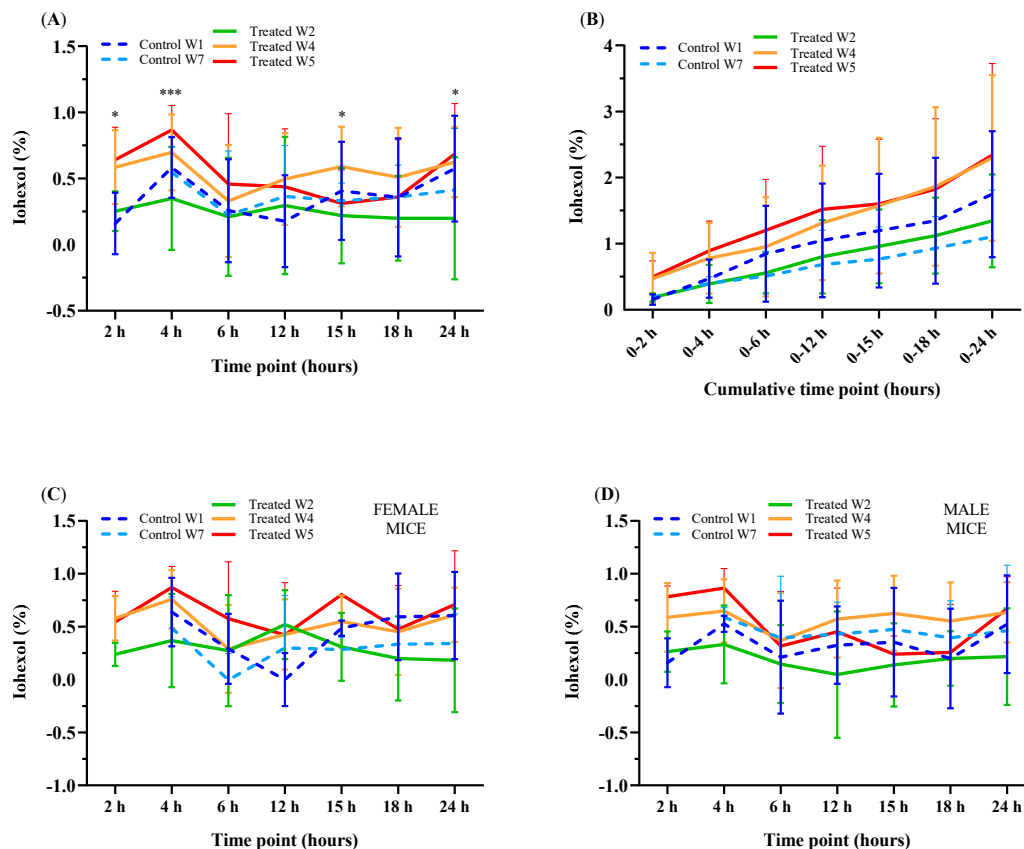 (A)
Control W1
Control W7
Treated W2
Treated W4
Treated W5
Iohexol (%)
1.5
1.0
0.5
0.0
-0.5
*
***
*
*
2 h 4 h 6 h 12 h 15 h 18 h 24 h
Time point (hours)
(B)
Control W1
Control W7
Treated W2
Treated W4
Treated W5
Iohexol (%)
4
3
2
1
0
0-2 h 0-4 h 0-6 h 0-12 h 0-15 h 0-18 h 0-24 h
Cumulative time point (hours)
(C)
Control W1
Control W7
Treated W2
Treated W4
Treated W5
FEMALE
MICE
Iohexol (%)
1.5
1.0
0.5
0.0
-0.5
-1.0
2 h 4 h 6 h 12 h 15 h 18 h 24 h
Time point (hours)
(D)
Control W1
Control W7
Treated W2
Treated W4
Treated W5
MALE
MICE
Iohexol (%)
1.5
1.0
0.5
0.0
-0.5
-1.0
2 h 4 h 6 h 12 h 15 h 18 h 24 h
Time point (hours)